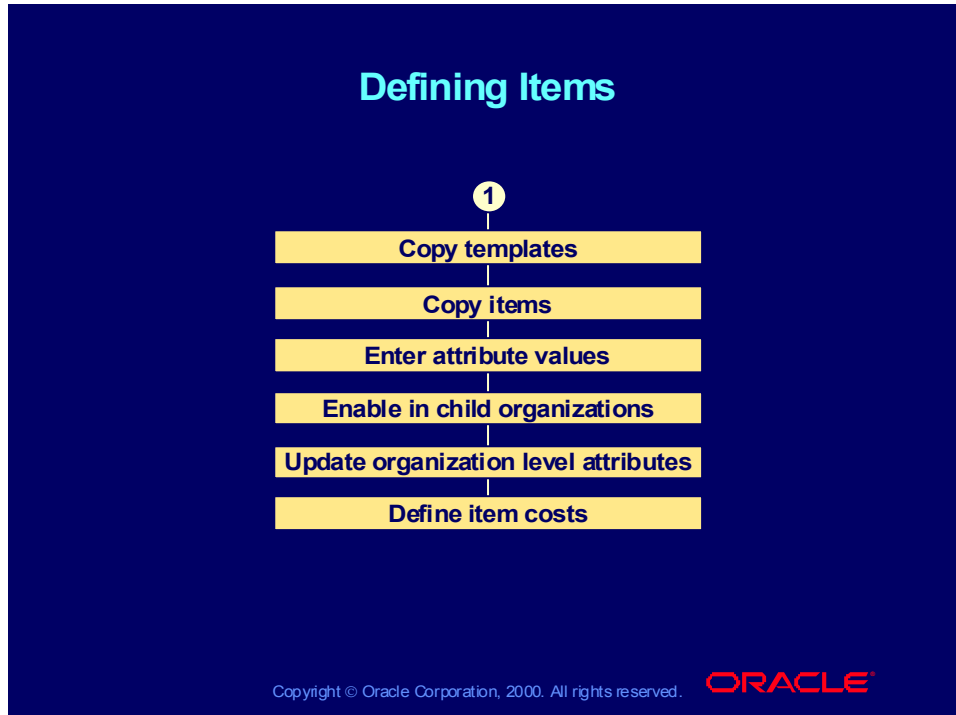 Defining Items
1
Copy templates
Copy items
Enter attribute values
Enable in child organizations
Update organization level attributes
Define item costs
Copyright © Oracle Corporation, 2000. All rights reserved.
ORACLE®